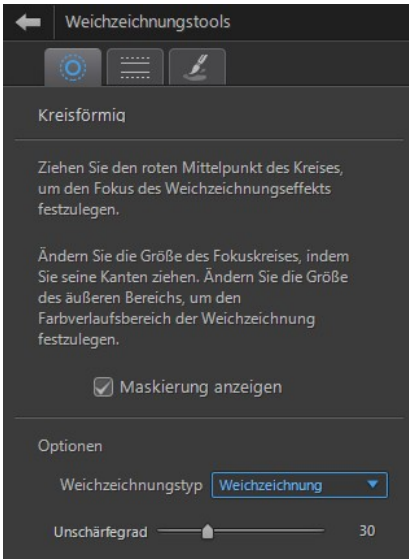 Weichzeichnungstools
Kreisförmig
Ziehen Sie den roten Mittelpunkt des Kreises,
um den Fokus des Weichzeichnungseffekts
festzulegen.
Ändern Sie die Größe des Fokuskreises, indem
Sie seine Kanten ziehen. Ändern Sie die Größe
des äußeren Bereichs, um den
Farbverlaufsbereich der Weichzeichnung
festzulegen.
Maskierung anzeigen
Optionen
Weichzeichnungstyp Weichzeichnung
Unschärfegrad 30